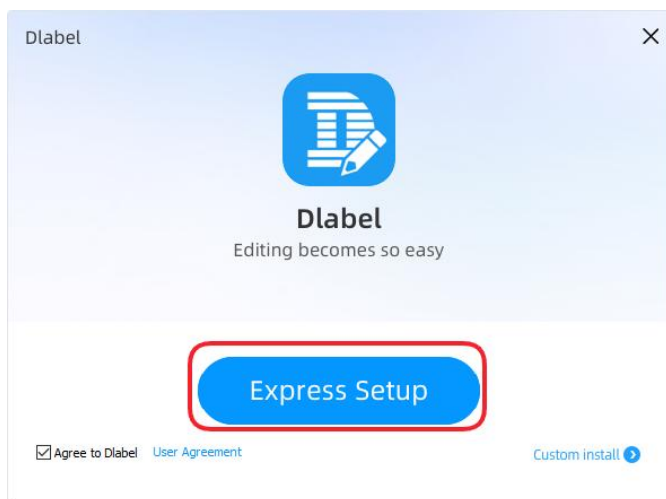 Dlabel
Dlabel
Editing becomes so easy
Express Setup
Agree to Dlabel User Agreement
Custom install